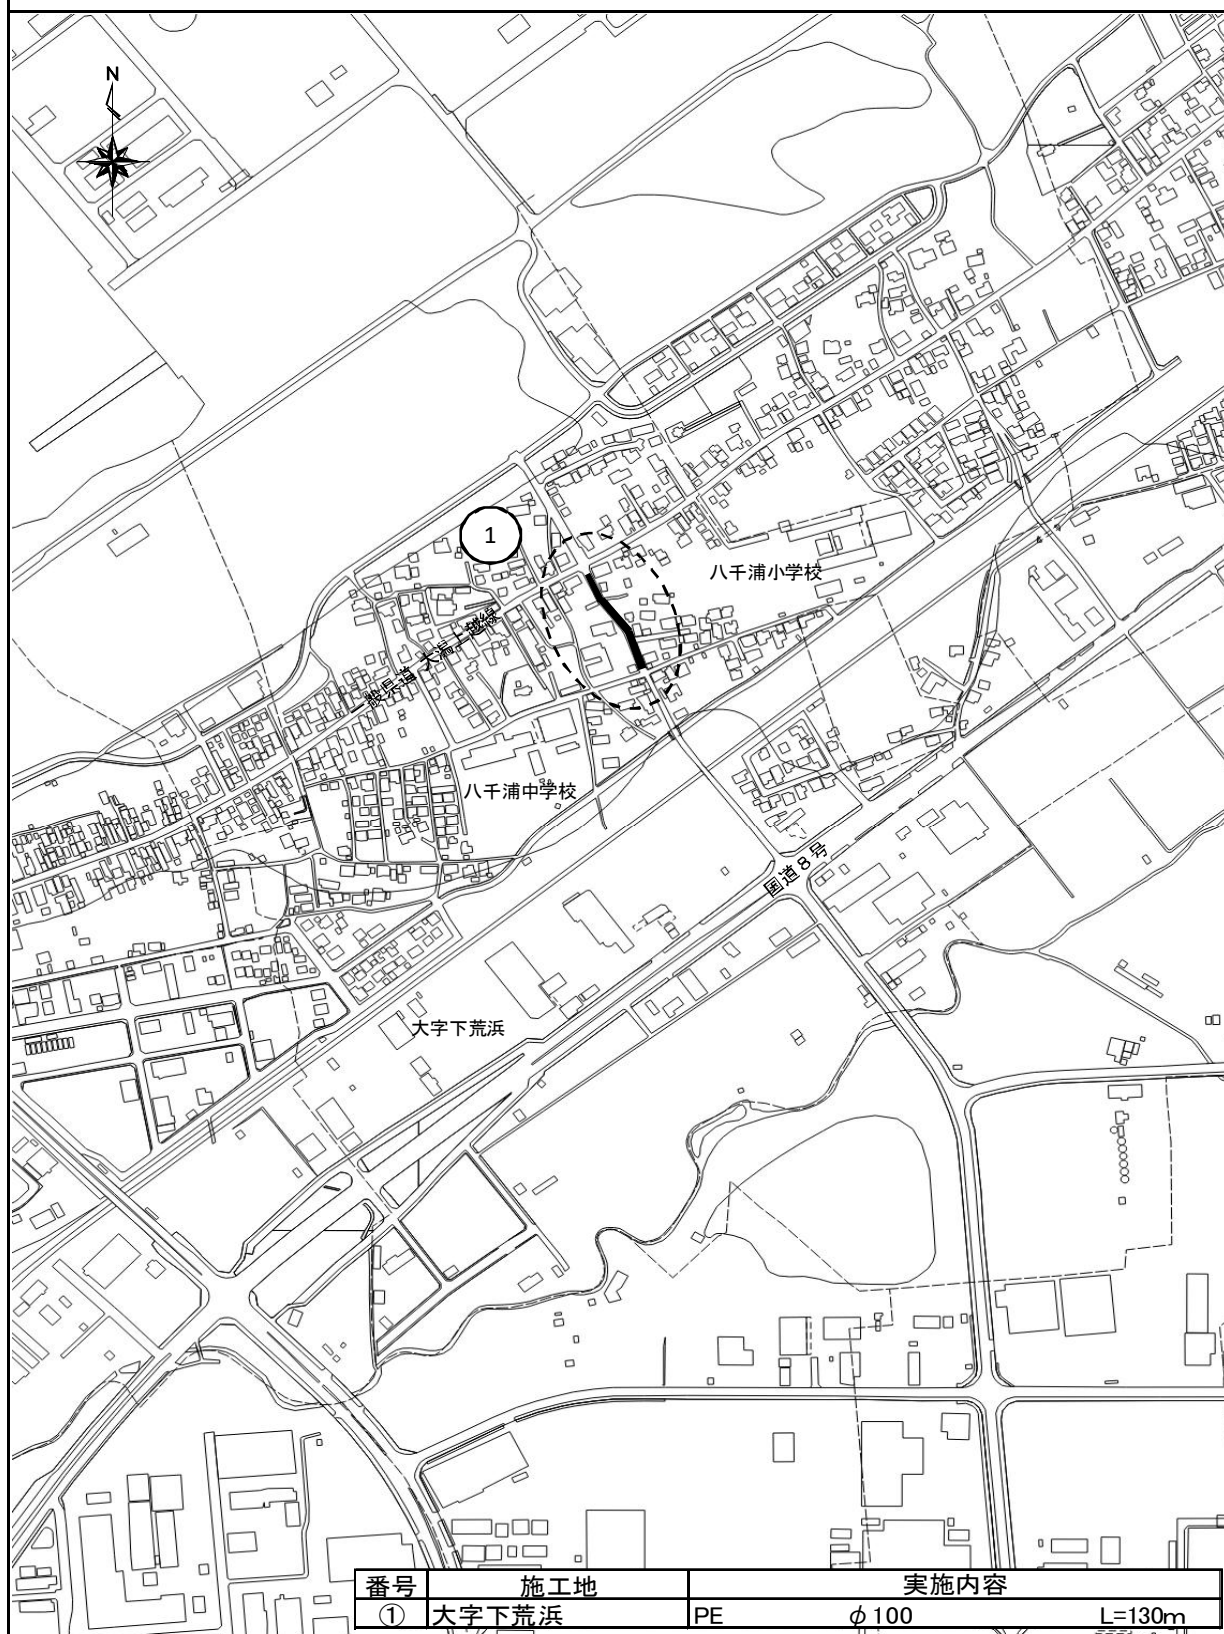 N
1
八千浦小学校
一般県道 大潟上越線
八千浦中学校
国道8号
大字下荒浜
番号 施工地 実施内容
① 大字下荒浜 PE φ100 L=130m